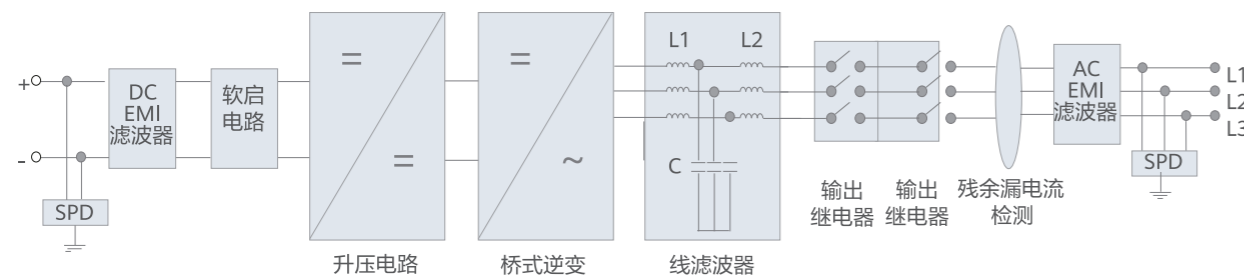 +
-
SPD
DC
EMI
滤波器
软启
电路
=
=
升压电路
=
~
桥式逆变
L1
L2
C
线滤波器
输出
继电器
输出
继电器
残余漏电流
检测
AC
EMI
滤波器
L1
L2
L3
SPD